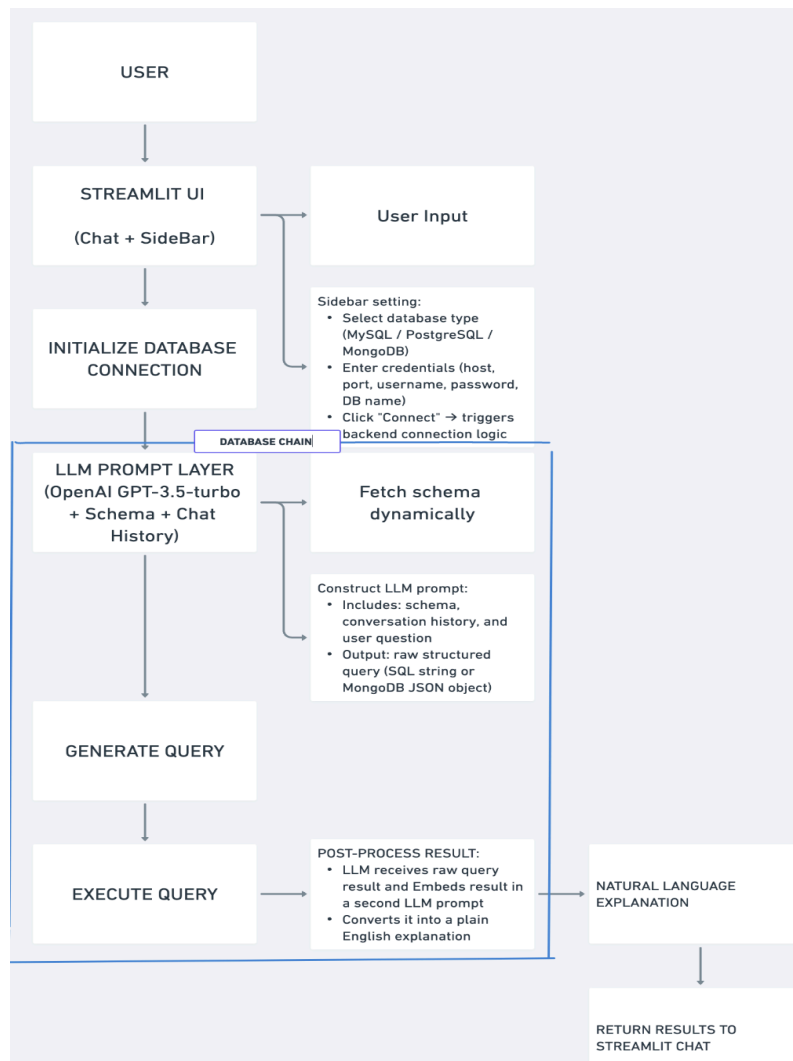 USER
STREAMLIT UI
(Chat + SideBar)
User Input
INITIALIZE DATABASE
CONNECTION
Sidebar setting:
• Select database type
(MySQL / PostgreSQL /
MongoDB)
• Enter credentials (host,
port, username, password,
DB name)
• Click "Connect" → triggers
backend connection logic
DATABASE CHAIN
LLM PROMPT LAYER
(OpenAI GPT-3.5-turbo
+ Schema + Chat
History)
Fetch schema
dynamically
Construct LLM prompt:
• Includes: schema,
conversation history, and
user question
• Output: raw structured
query (SQL string or
MongoDB JSON object)
GENERATE QUERY
EXECUTE QUERY
POST-PROCESS RESULT:
• LLM receives raw query
result and Embeds result in
a second LLM prompt
• Converts it into a plain
English explanation
NATURAL LANGUAGE
EXPLANATION
RETURN RESULTS TO
STREAMLIT CHAT